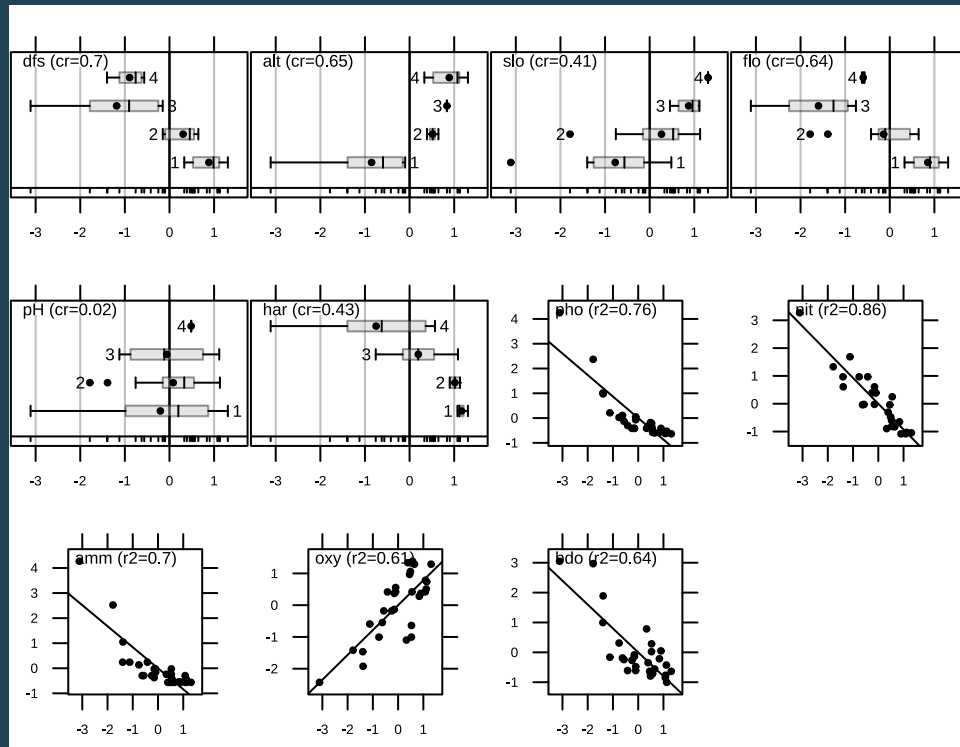 dfs (cr=0.7) alt (cr=0.65) slo (cr=0.41) flo (cr=0.64)
4 4 4 4
3 3 3 3
2 2 2 2
1 1 1 1
-3 -2 -1 0 1 -3 -2 -1 0 1 -3 -2 -1 0 1 -3 -2 -1 0 1
pH (cr=0.02) har (cr=0.43) pho (r2=0.76) nit (r2=0.86)
4 4 4 3
3 3 3 2
2 2 2 1
1 1 1 0
0 -1
-1
-3 -2 -1 0 1 -3 -2 -1 0 1 -3 -2 -1 0 1 -3 -2 -1 0 1
amm (r2=0.7) oxy (r2=0.61) bdo (r2=0.64)
4 1 3
3 0 2
2 -1 1
1 -2 0
0 -1
-1
-3 -2 -1 0 1 -3 -2 -1 0 1 -3 -2 -1 0 1